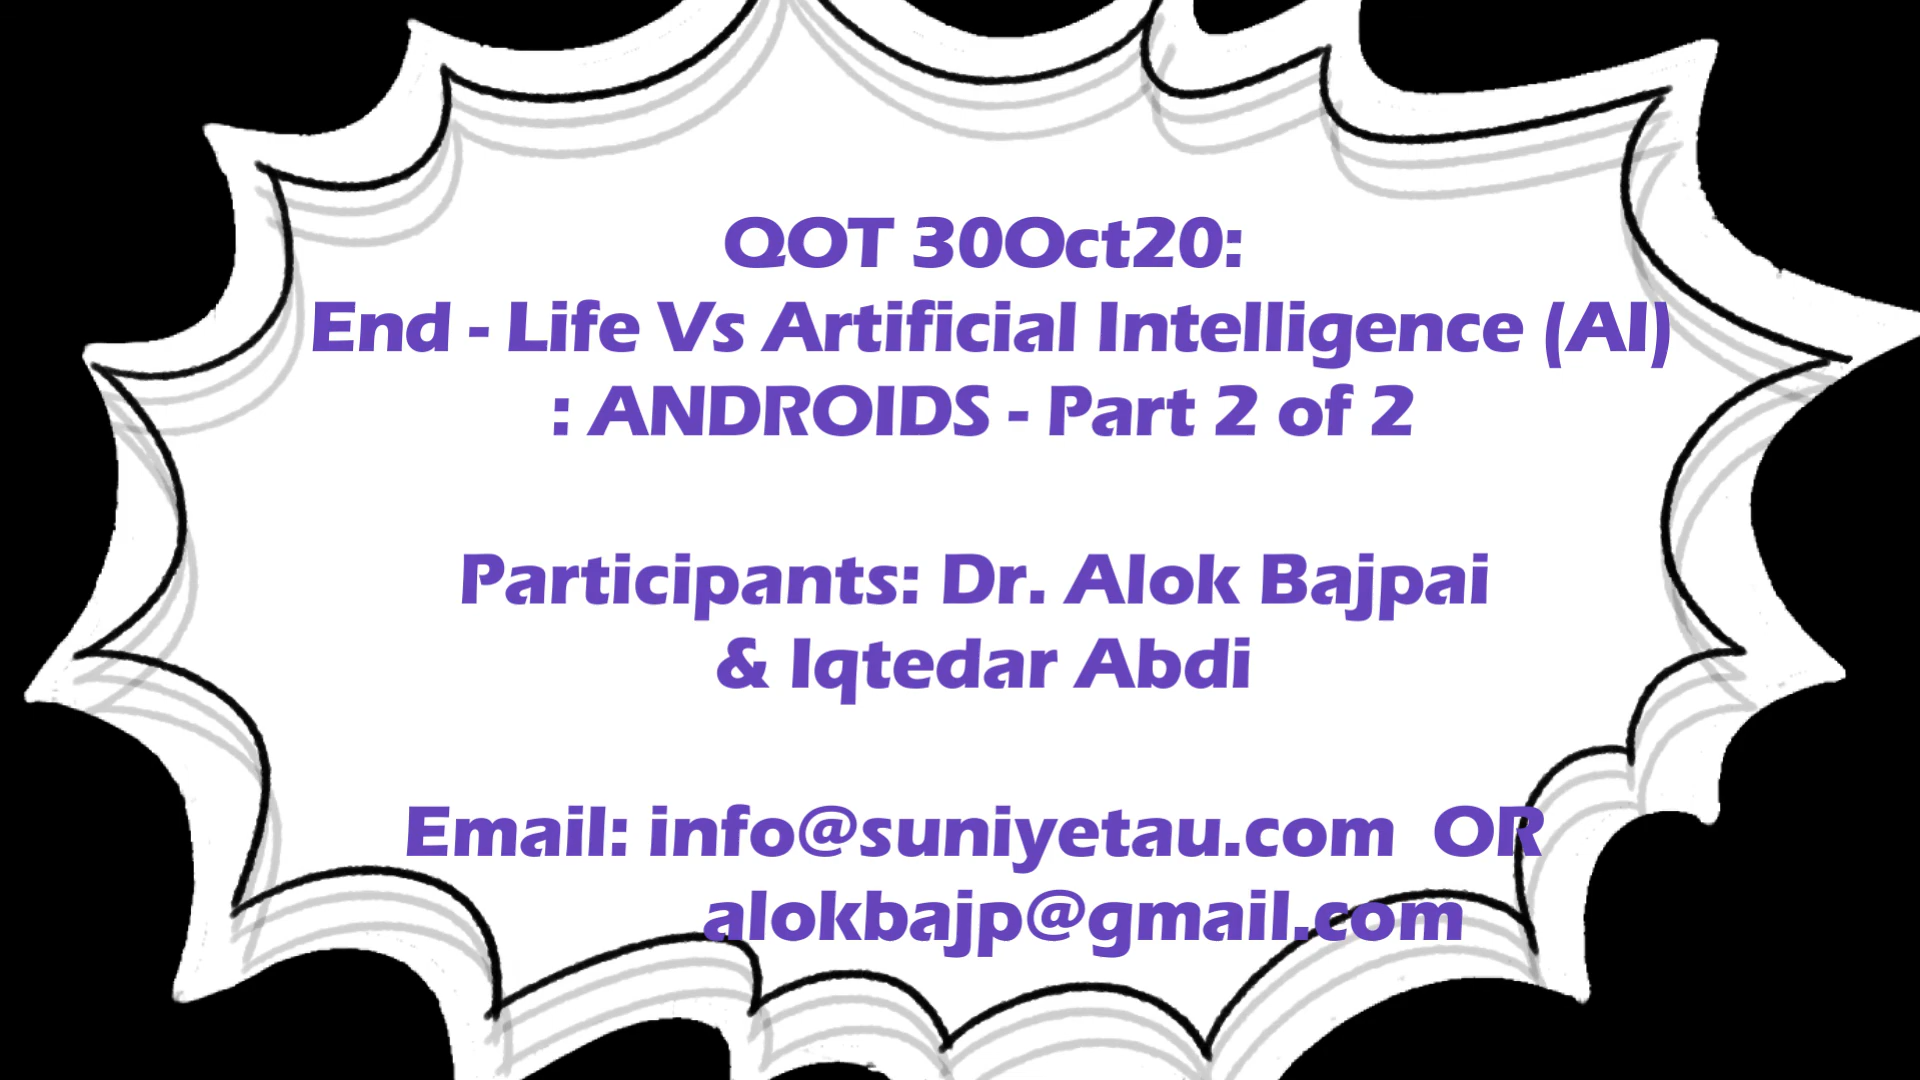 QOT 30Oct20:
End - Life Vs Artificial Intelligence (AI)
: ANDROIDS - Part 2 of 2
Participants: Dr. Alok Bajpai
& Iqtedar Abdi
Email: info@suniyetau.com OR
alokbajp@gmail.com